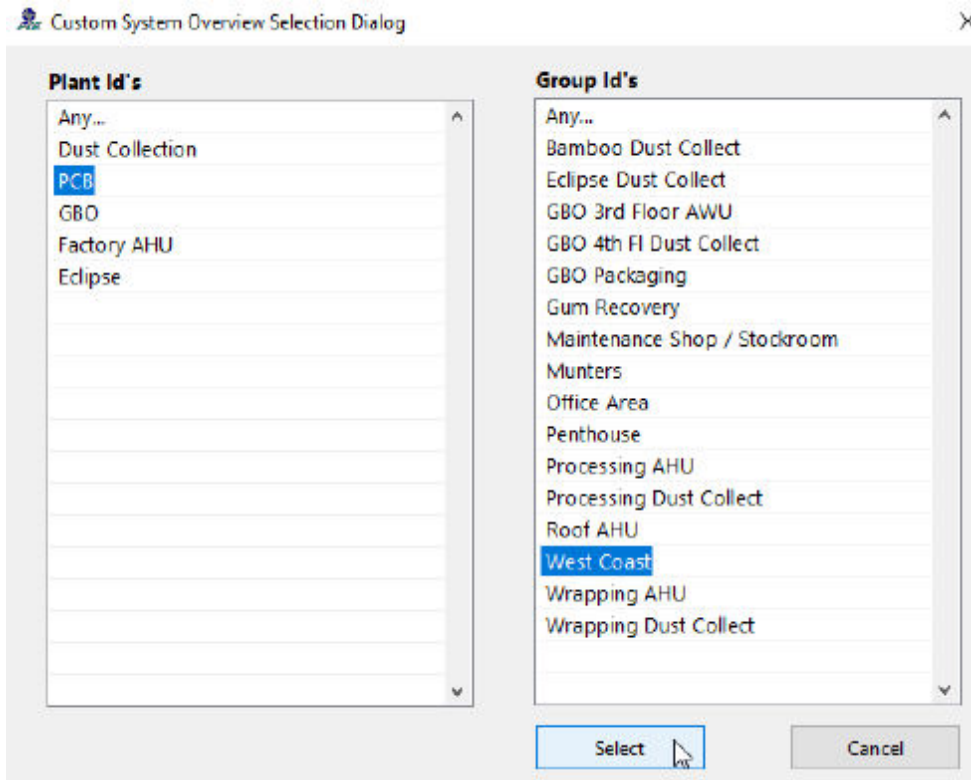 Custom System Overview Selection Dialog
Plant Id's
Any...
Dust Collection
PCB
GBO
Factory AHU
Eclipse
Group Id's
Any...
Bamboo Dust Collect
Eclipse Dust Collect
GBO 3rd Floor AWU
GBO 4th Fl Dust Collect
GBO Packaging
Gum Recovery
Maintenance Shop / Stockroom
Munters
Office Area
Penthouse
Processing AHU
Processing Dust Collect
Roof AHU
West Coast
Wrapping AHU
Wrapping Dust Collect
Select
Cancel